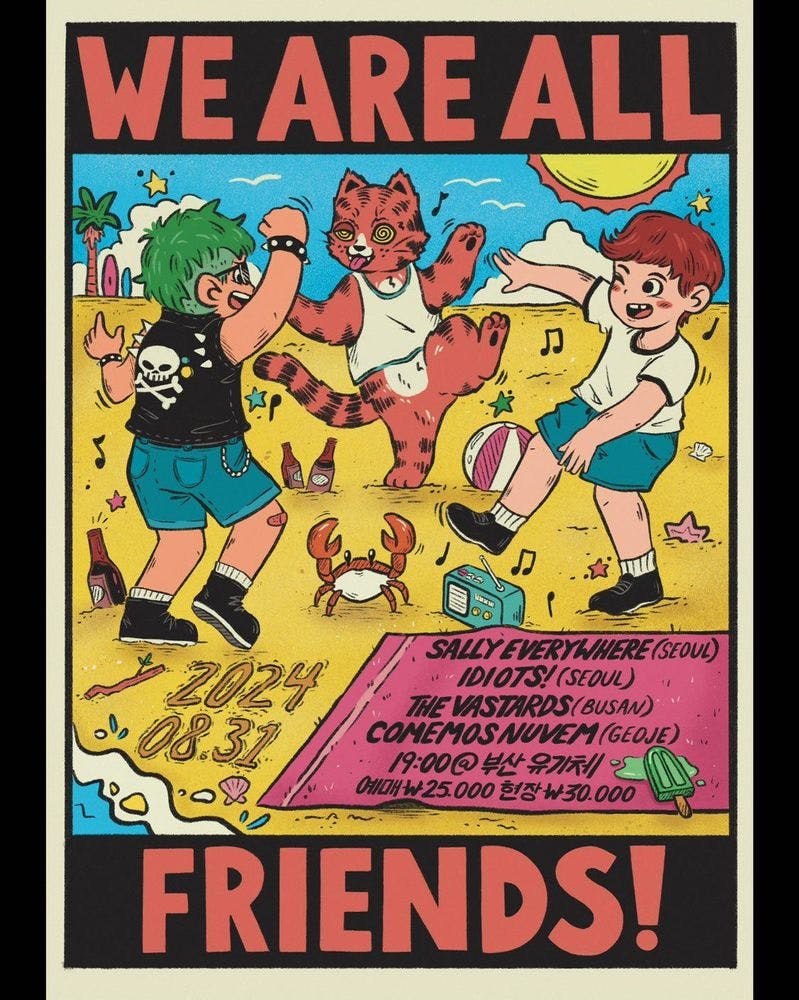 WE ARE ALL
2024
08.31
SALLY EVERYWHERE (SEOUL)
IDIOTS! (SEOUL)
THE VASTARDS (BUSAN)
COMEMOS NUVEM (GEOJE)
19:00@ 부산 유기체
예매 ₩25.000 현장 ₩30.000
FRIENDS!